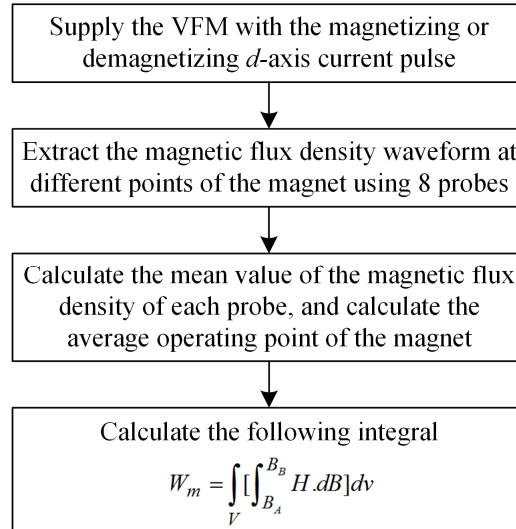 Supply the VFM with the magnetizing or
demagnetizing d-axis current pulse
Extract the magnetic flux density waveform at
different points of the magnet using 8 probes
Calculate the mean value of the magnetic flux
density of each probe, and calculate the
average operating point of the magnet
Calculate the following integral
W_m = ∫_V [∫_{B_A}^{B_B} H.dB]dv